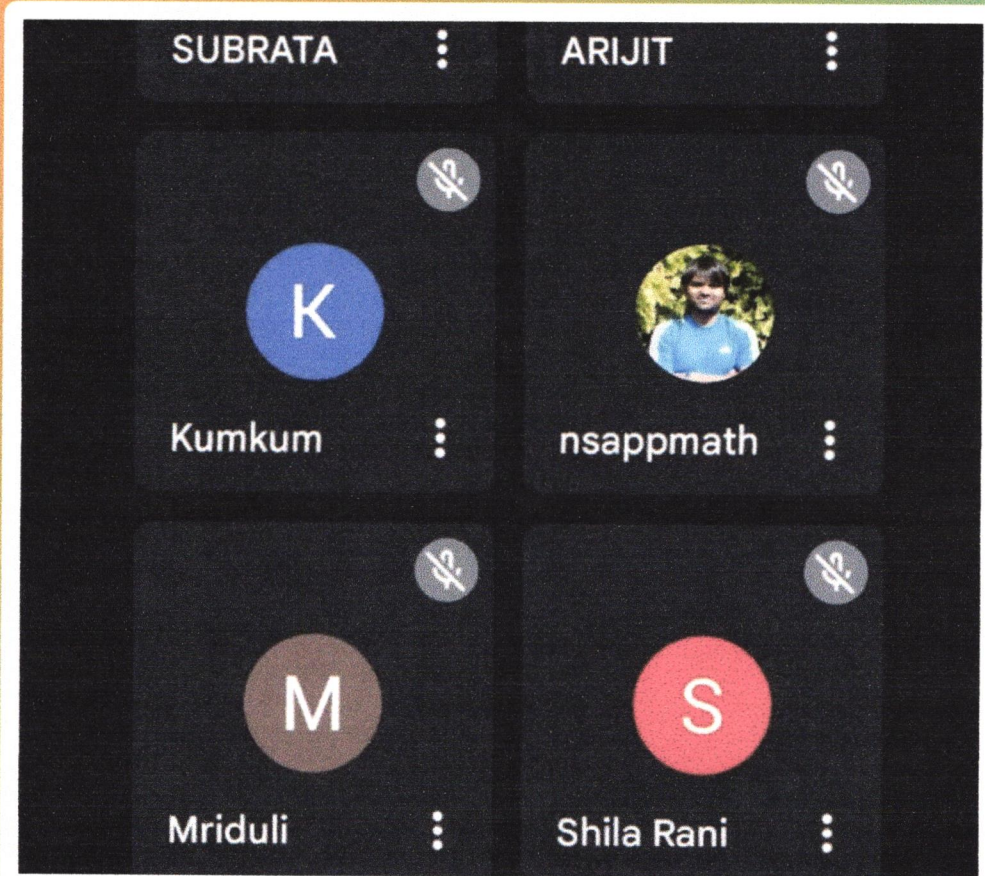 SUBRATA
ARIJIT
K
Kumkum
nsappmath
M
Mriduli
S
Shila Rani